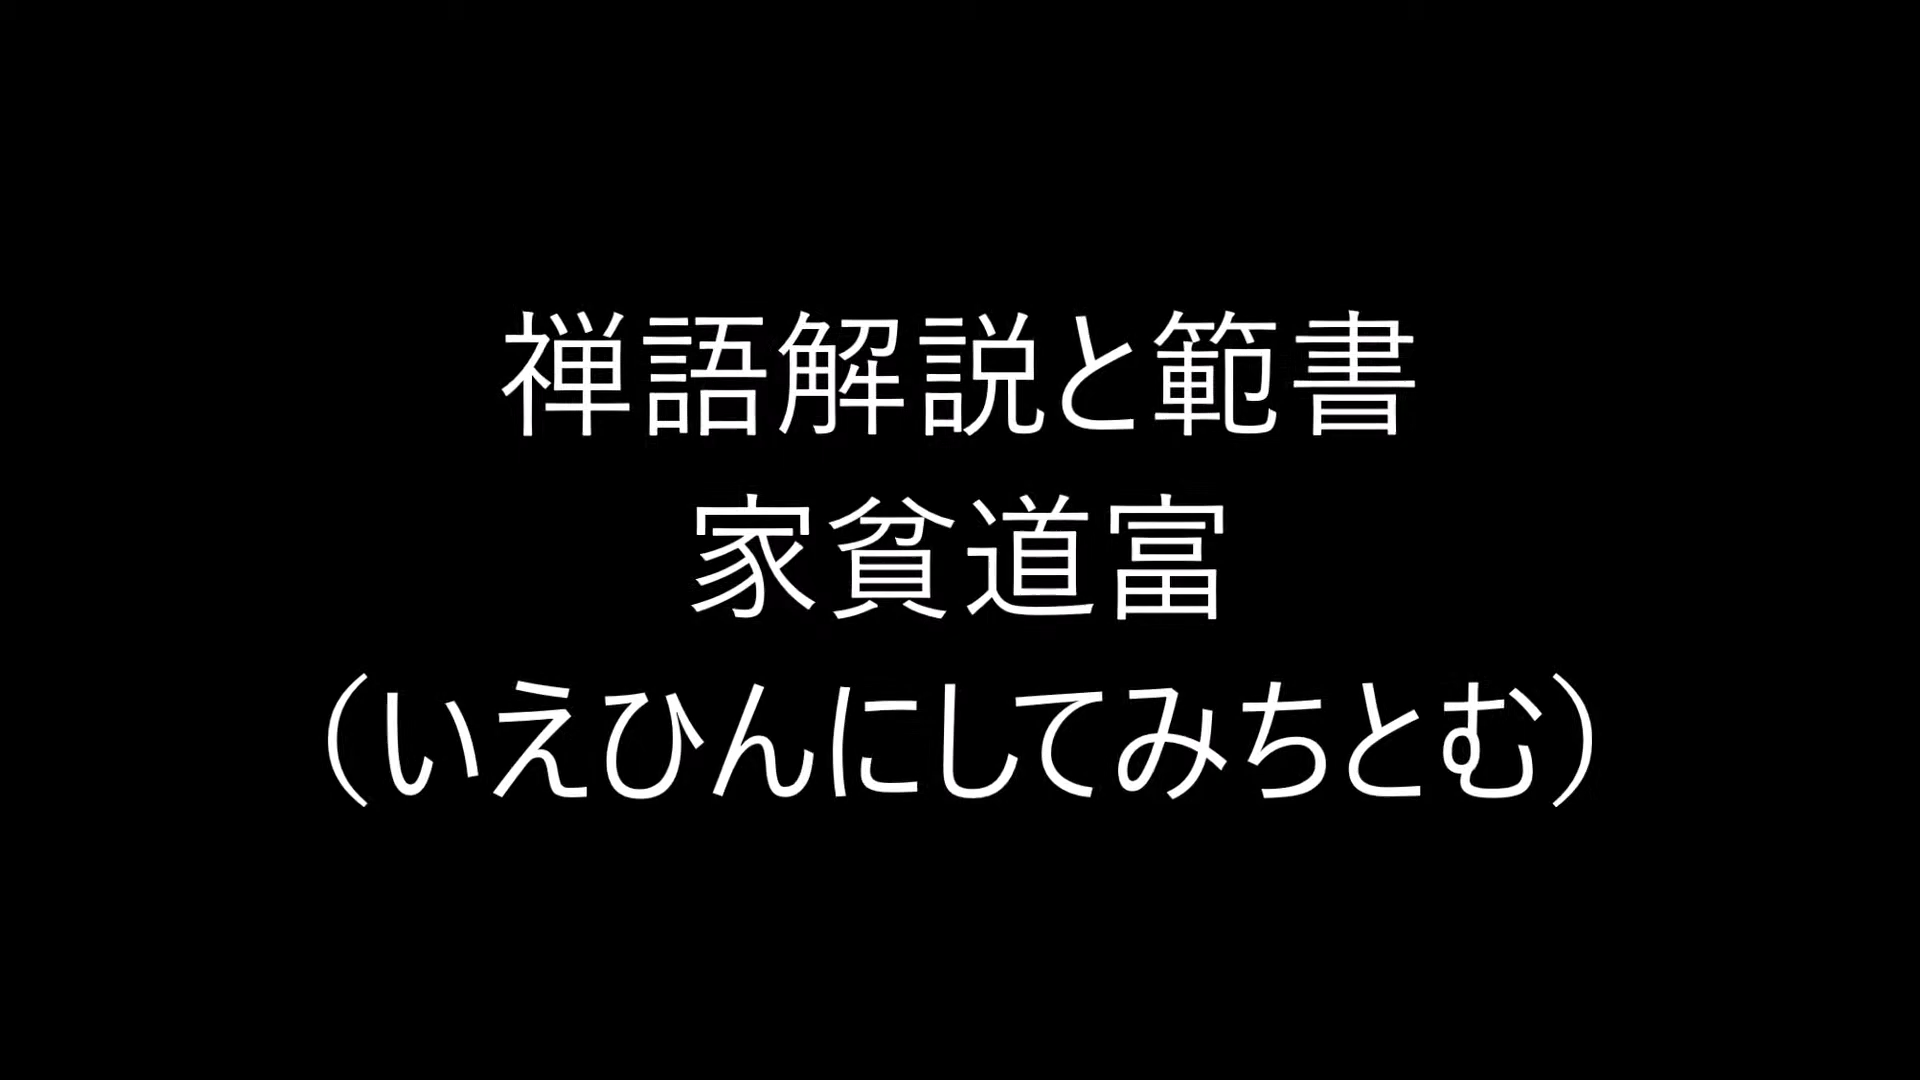 禅語解説と範書
家貧道富
（いえひんにしてみちとむ）